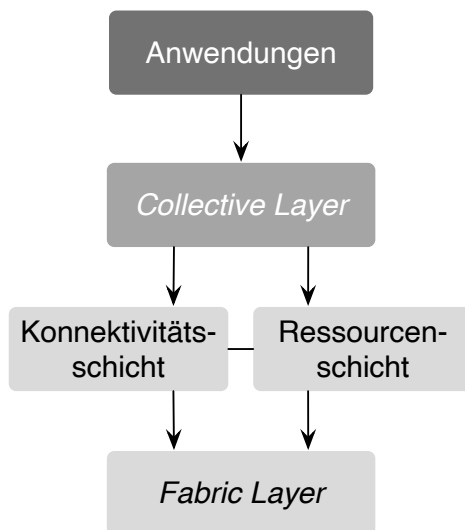 Anwendungen
Collective Layer
Konnektivitäts-
schicht
Ressourcen-
schicht
Fabric Layer